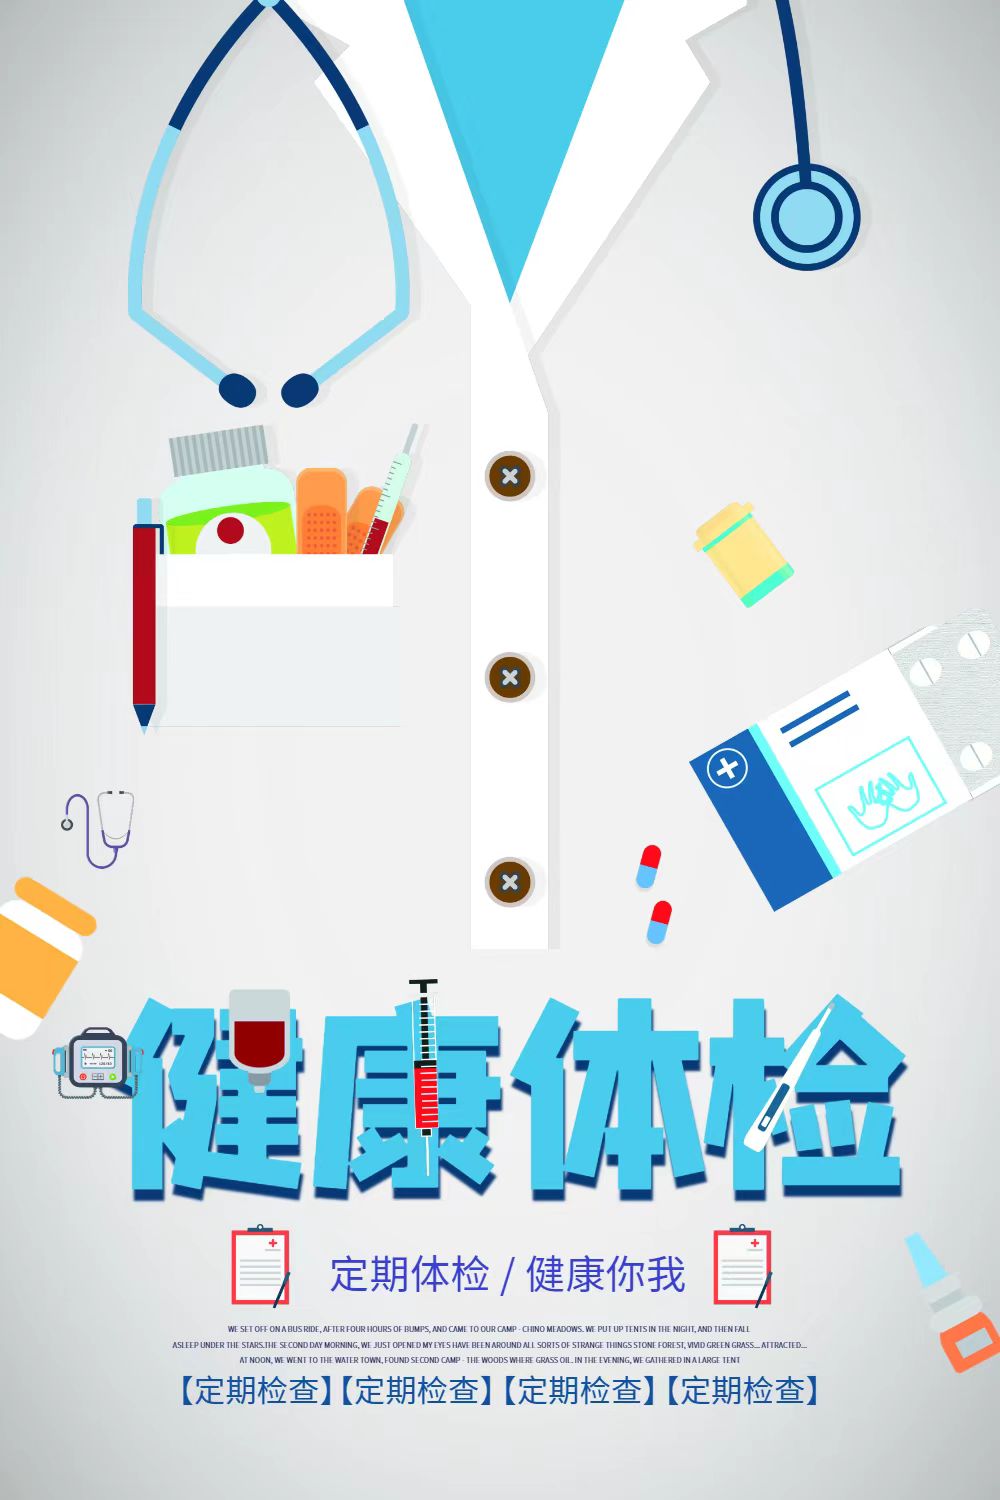 健康体检
定期体检 / 健康你我
WE SET OFF ON A BUS RIDE, AFTER FOUR HOURS OF BUMPS, AND CAME TO OUR CAMP - CHINO MEADOWS. WE PUT UP TENTS IN THE NIGHT, AND THEN FALL
ASLEEP UNDER THE STARS.THE SECOND DAY MORNING, WE JUST OPENED MY EYES HAVE BEEN AROUND ALL SORTS OF STRANGE THINGS STONE FOREST, VIVID GREEN GRASS... ATTRACTED...
AT NOON, WE WENT TO THE WATER TOWN, FOUND SECOND CAMP - THE WOODS WHERE GRASS OIL. IN THE EVENING, WE GATHERED IN A LARGE TENT
【定期检查】【定期检查】【定期检查】【定期检查】